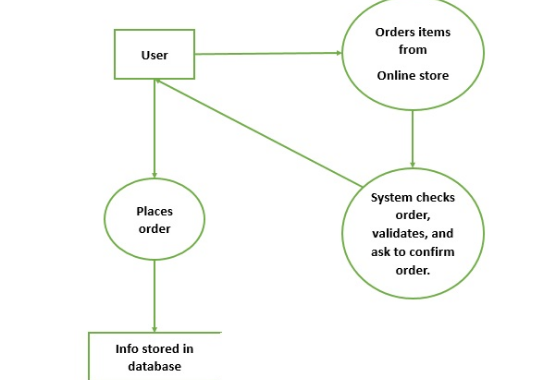 User
Orders items
from
Online store
System checks
order,
validates, and
ask to confirm
order.
Places
order
Info stored in
database